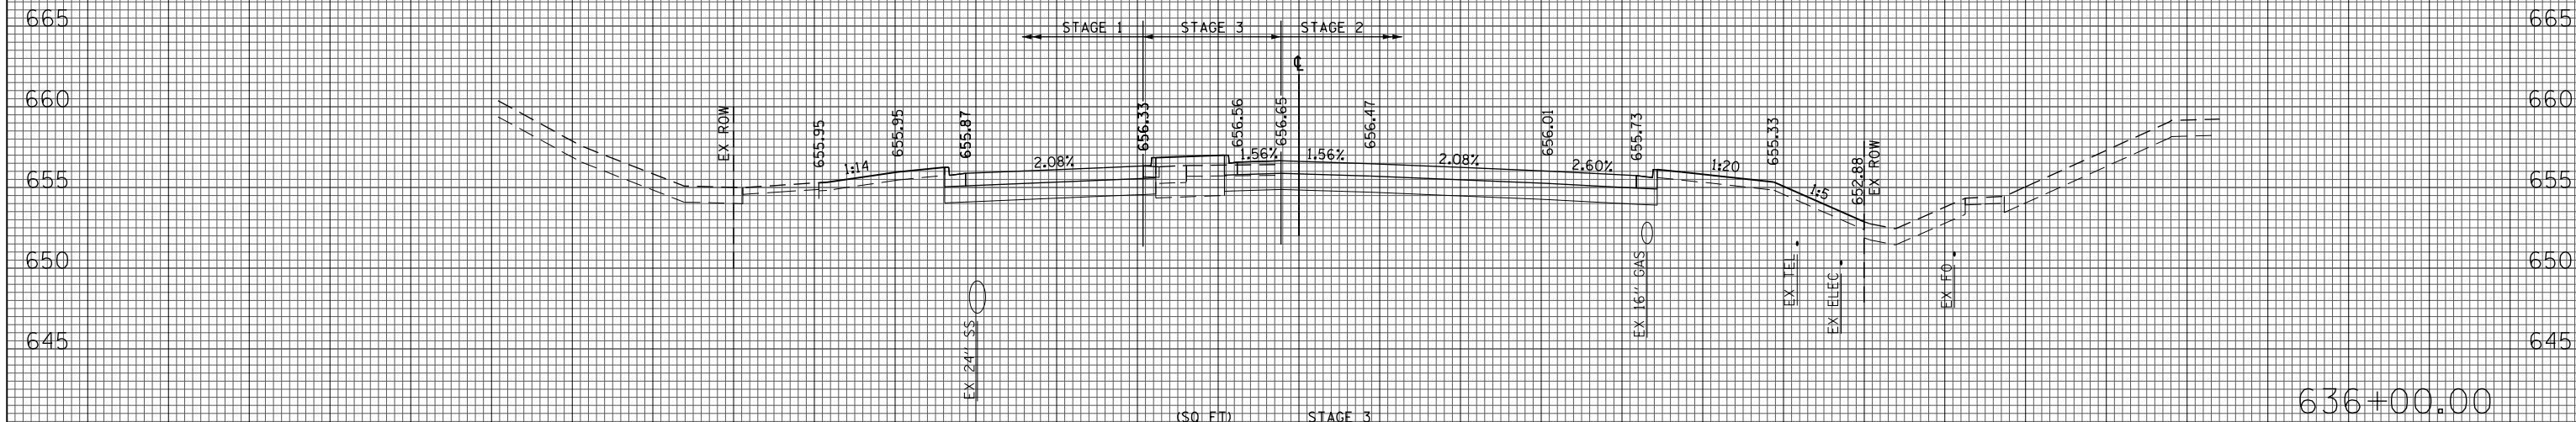 665 665
STAGE 1 STAGE 3 STAGE 2
℄
660 660
EX ROW 655.95 655.95 655.87 656.33 656.56 656.65 656.47 656.01 655.73 655.33 652.88 EX ROW
1:14 2.08% 1.56% 1.56% 2.08% 2.60% 1:20 1:5
655 655
650 650
EX 24" SS EX 16" GAS EX TEL EX ELEC EX FO
645 645
636+00.00
(SQ FT) STAGE 3